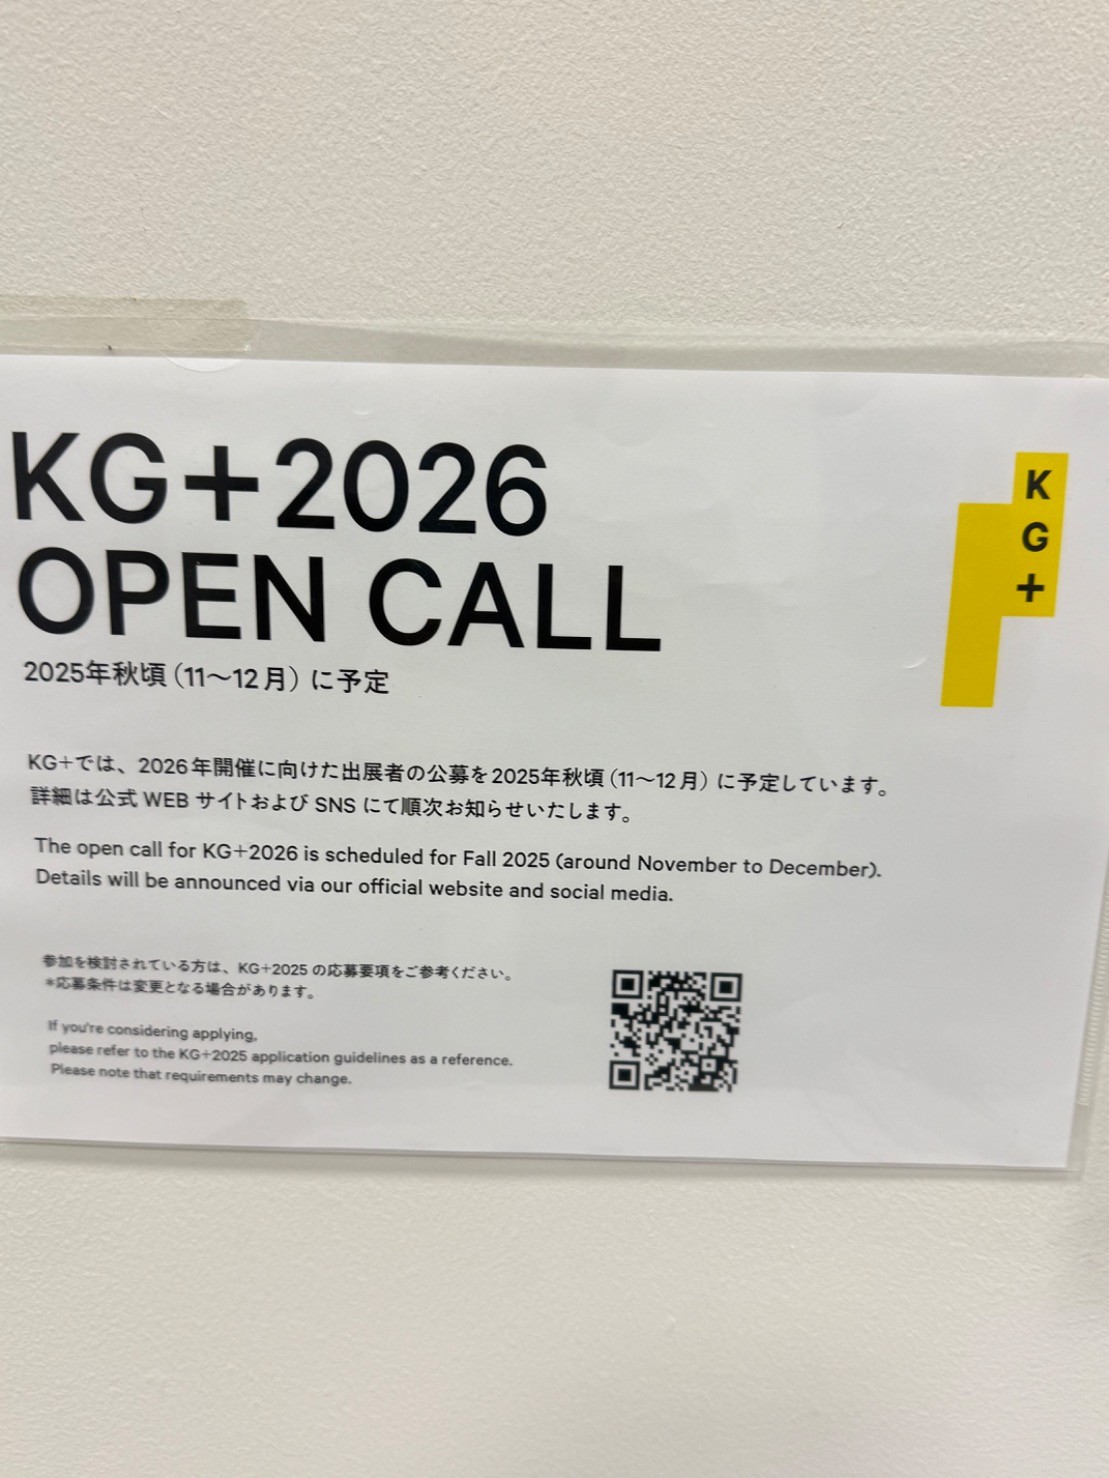 KG+2026
OPEN CALL
2025年秋頃（11〜12月）に予定
K
G
+
KG+では、2026年開催に向けた出展者の公募を2025年秋頃（11〜12月）に予定しています。
詳細は公式 WEB サイトおよび SNS にて順次お知らせいたします。
The open call for KG+2026 is scheduled for Fall 2025 (around November to December).
Details will be announced via our official website and social media.
参加を検討されている方は、KG+2025 の応募要項をご参考ください。
*応募条件は変更となる場合があります。
If you're considering applying,
please refer to the KG+2025 application guidelines as a reference.
Please note that requirements may change.